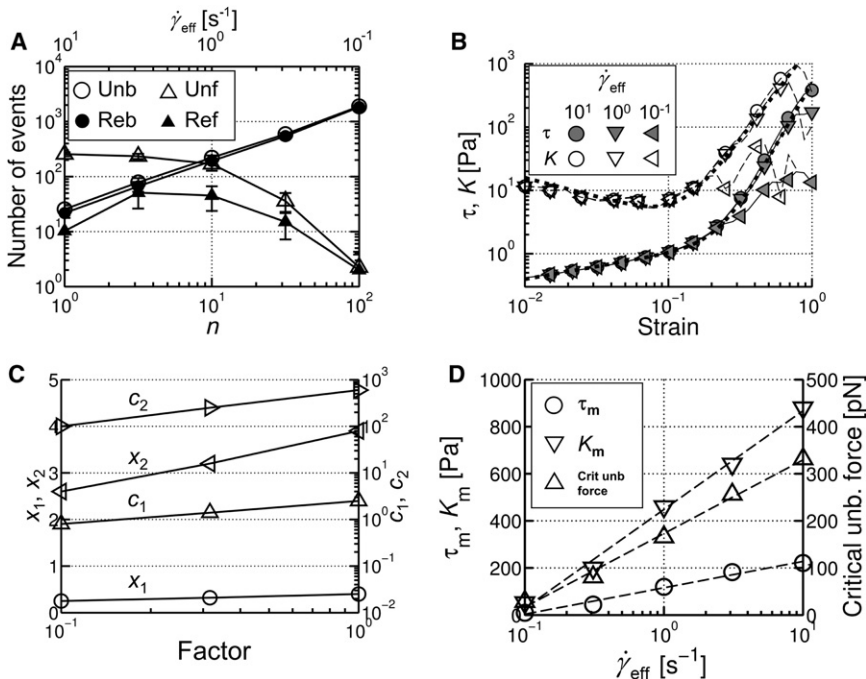 A
γ̇eff [s⁻¹]
10¹ 10⁰ 10⁻¹
Number of events
10⁴
10³
10²
10¹
10⁰
Unb Unf
Reb Ref
10⁰ 10¹ 10²
n
B
τ, K [Pa]
10³
10²
10¹
10⁰
γ̇eff
10¹ 10⁰ 10⁻¹
τ
K
10⁻² 10⁻¹ 10⁰
Strain
C
x₁, x₂
5
4
3
2
1
0
c₂
x₂
c₁
x₁
10³
10²
10¹
10⁰
10⁻¹
10⁻²
c₁, c₂
10⁻¹ 10⁰
Factor
D
τm, Km [Pa]
1000
800
600
400
200
τm
Km
Crit unb
force
500
400
300
200
100
0
Critical unb. force [pN]
10⁻¹ 10⁰ 10¹
γ̇eff [s⁻¹]